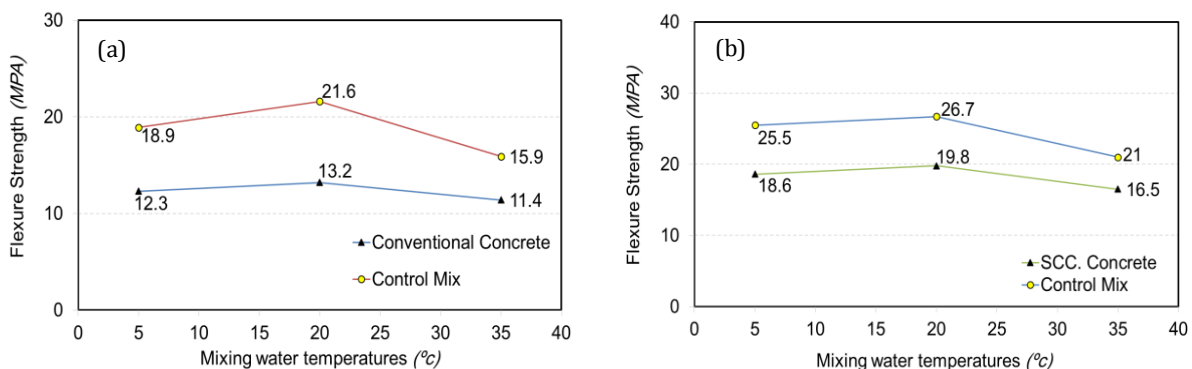 (a)
Flexure Strength (MPA)
30
20
10
0
18.9
21.6
15.9
12.3
13.2
11.4
Conventional Concrete
Control Mix
0 5 10 15 20 25 30 35 40
Mixing water temperatures (ºc)
(b)
Flexure Strength (MPA)
40
30
20
10
0
25.5
26.7
21
18.6
19.8
16.5
SCC. Concrete
Control Mix
0 5 10 15 20 25 30 35 40
Mixing water temperatures (ºc)